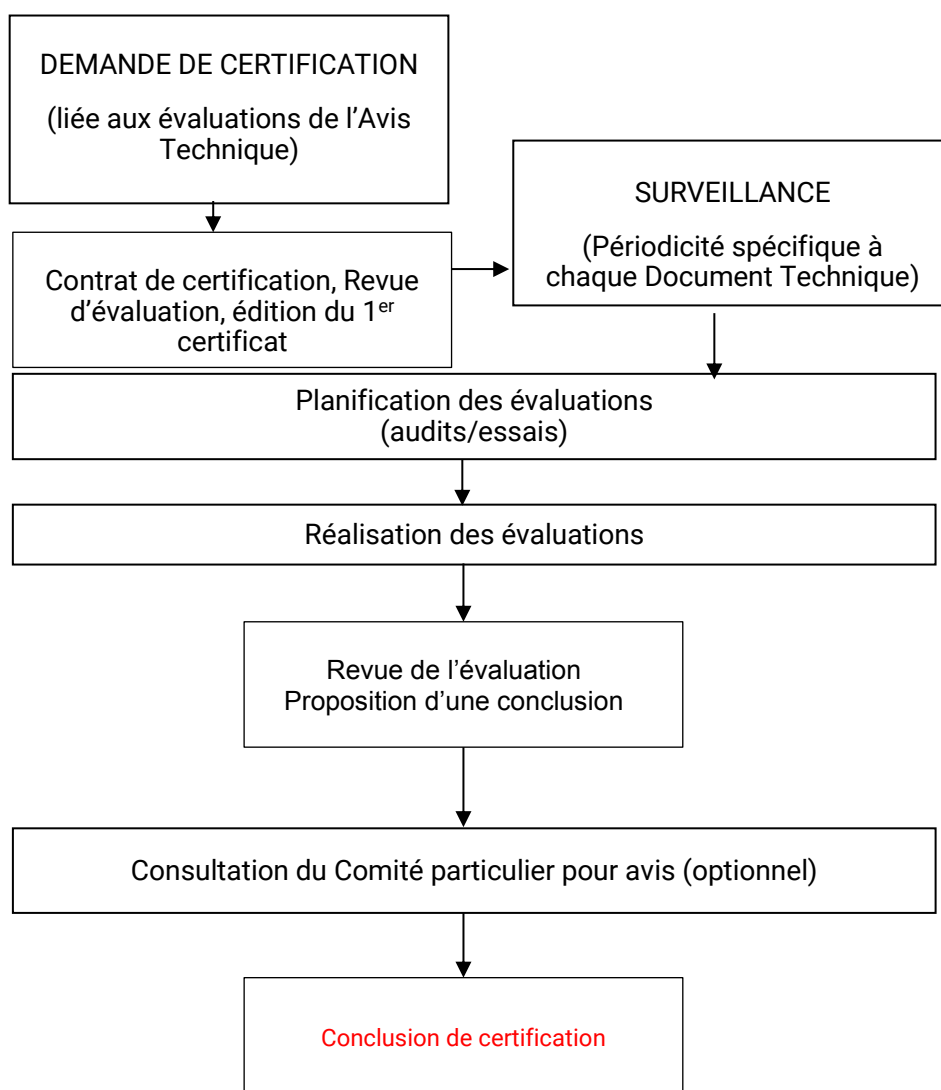 DEMANDE DE CERTIFICATION
(liée aux évaluations de l’Avis
Technique)
SURVEILLANCE
(Périodicité spécifique à
chaque Document Technique)
Contrat de certification, Revue
d’évaluation, édition du 1er
certificat
Planification des évaluations
(audits/essais)
Réalisation des évaluations
Revue de l’évaluation
Proposition d’une conclusion
Consultation du Comité particulier pour avis (optionnel)
Conclusion de certification